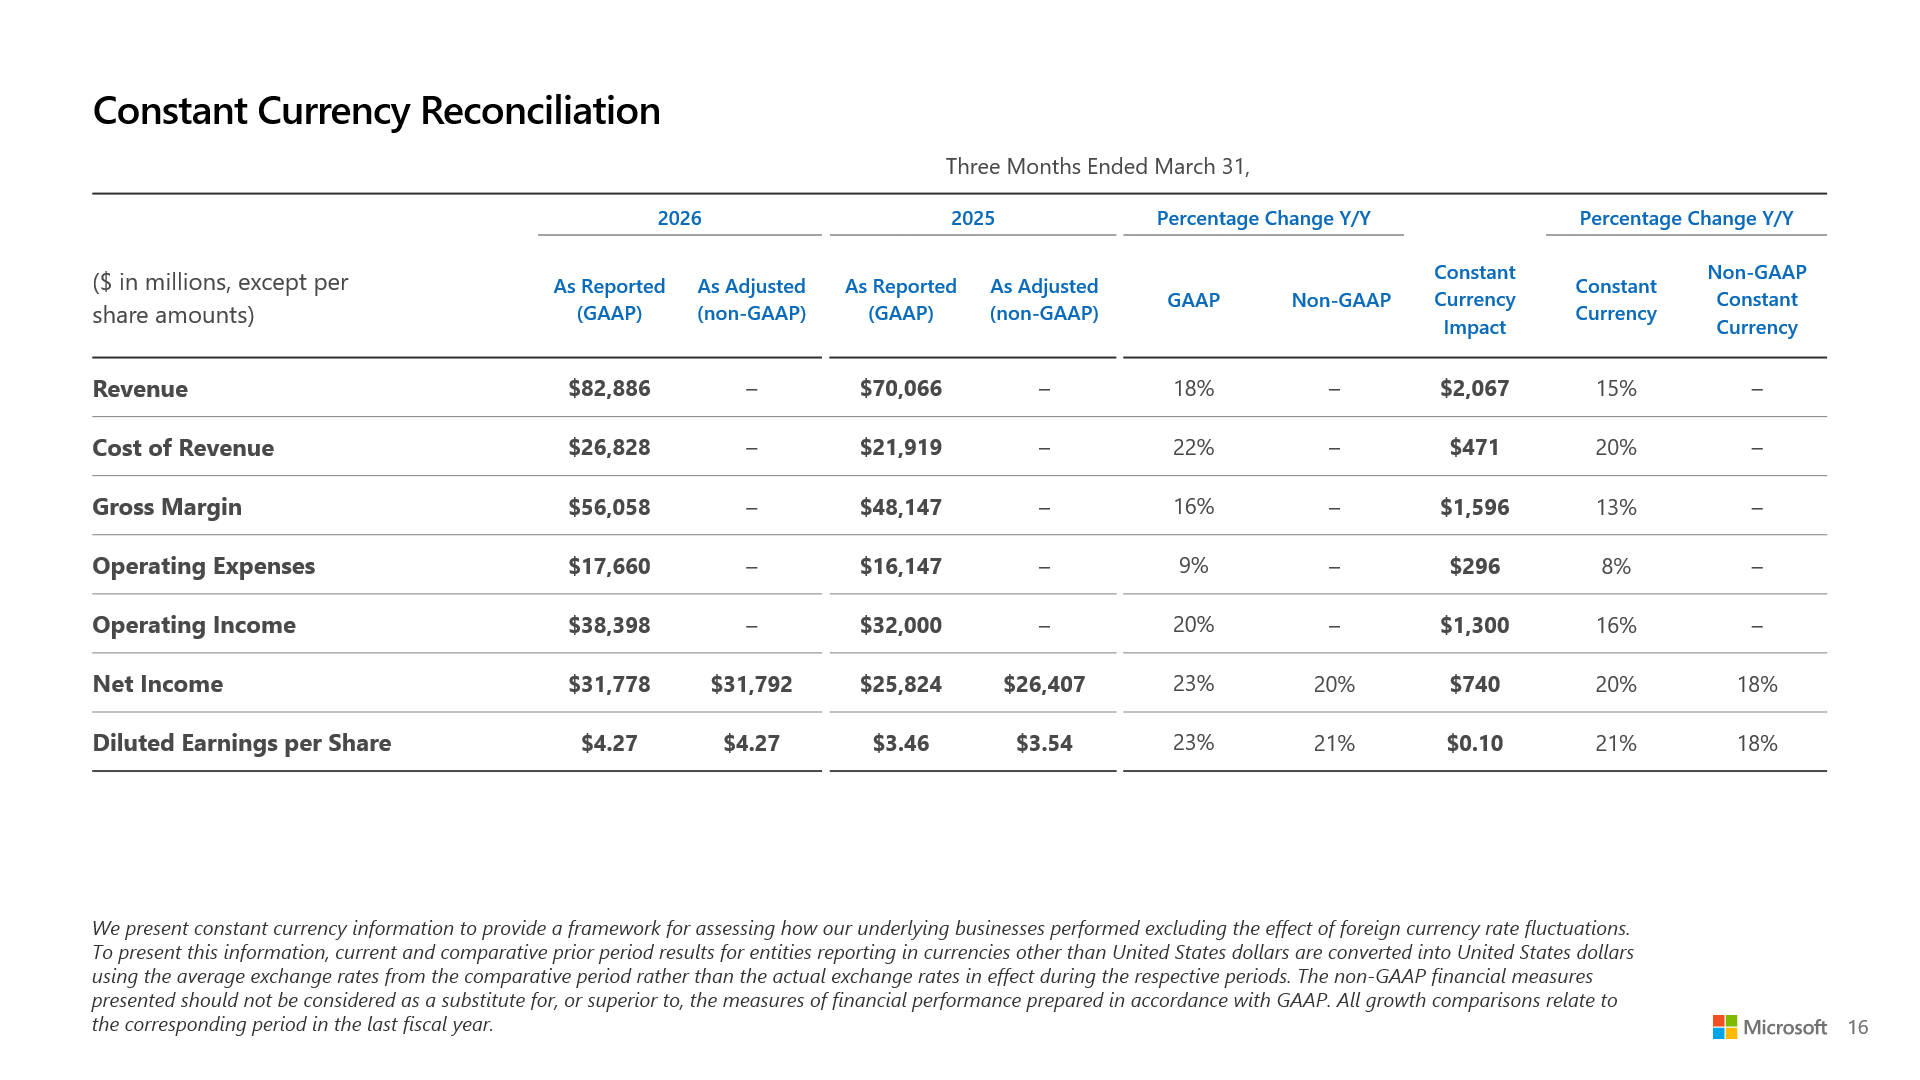 Constant Currency Reconciliation
Three Months Ended March 31,
2026 2025 Percentage Change Y/Y Percentage Change Y/Y
($ in millions, except per
share amounts)
As Reported
(GAAP)
As Adjusted
(non-GAAP)
As Reported
(GAAP)
As Adjusted
(non-GAAP)
GAAP
Non-GAAP
Constant
Currency
Impact
Constant
Currency
Non-GAAP
Constant
Currency
Revenue $82,886 – $70,066 – 18% – $2,067 15% –
Cost of Revenue $26,828 – $21,919 – 22% – $471 20% –
Gross Margin $56,058 – $48,147 – 16% – $1,596 13% –
Operating Expenses $17,660 – $16,147 – 9% – $296 8% –
Operating Income $38,398 – $32,000 – 20% – $1,300 16% –
Net Income $31,778 $31,792 $25,824 $26,407 23% 20% $740 20% 18%
Diluted Earnings per Share $4.27 $4.27 $3.46 $3.54 23% 21% $0.10 21% 18%
We present constant currency information to provide a framework for assessing how our underlying businesses performed excluding the effect of foreign currency rate fluctuations.
To present this information, current and comparative prior period results for entities reporting in currencies other than United States dollars are converted into United States dollars
using the average exchange rates from the comparative period rather than the actual exchange rates in effect during the respective periods. The non-GAAP financial measures
presented should not be considered as a substitute for, or superior to, the measures of financial performance prepared in accordance with GAAP. All growth comparisons relate to
the corresponding period in the last fiscal year.
Microsoft 16